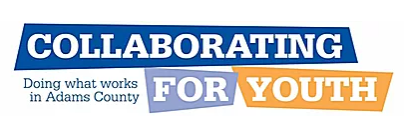 COLLABORATING
Doing what works
in Adams County
FOR YOUTH